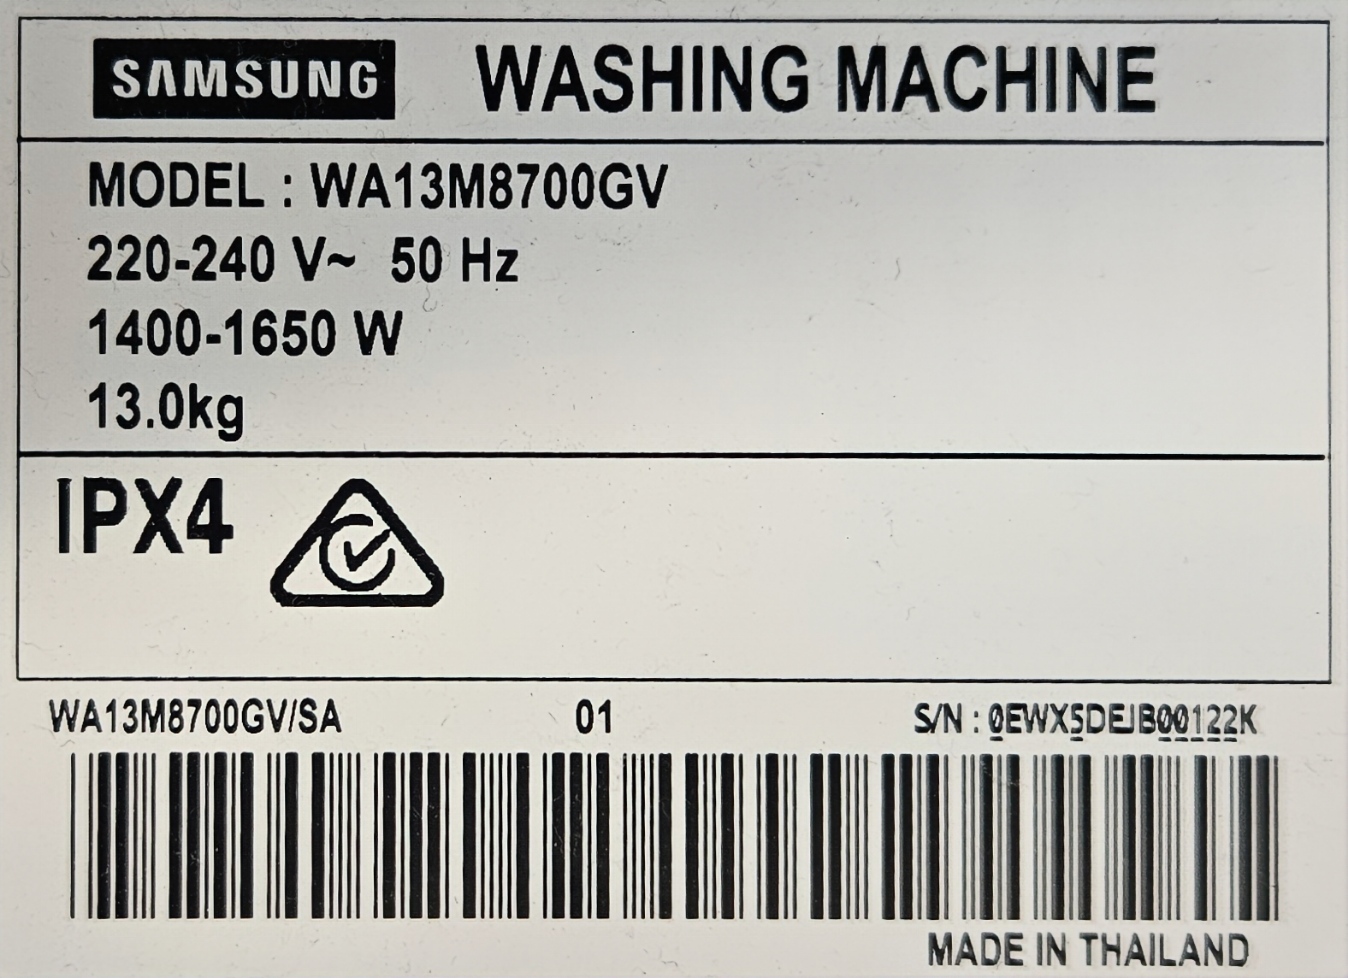 SAMSUNG WASHING MACHINE
MODEL : WA13M8700GV
220-240 V~ 50 Hz
1400-1650 W
13.0kg
IPX4
WA13M8700GV/SA 01 S/N : 0EWX5DEJB00122K
MADE IN THAILAND